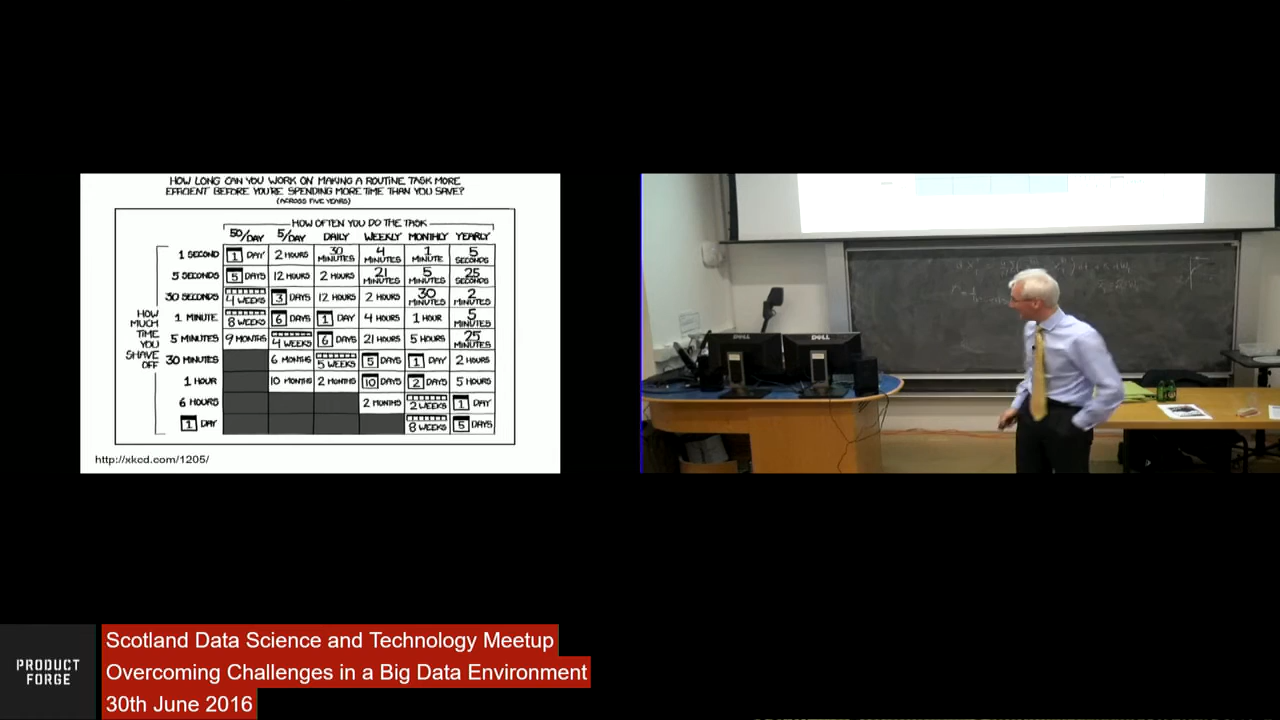 HOW LONG CAN YOU WORK ON MAKING A ROUTINE TASK MORE
EFFICIENT BEFORE YOU'RE SPENDING MORE TIME THAN YOU SAVE?
(ACROSS FIVE YEARS)
HOW OFTEN YOU DO THE TASK
50/DAY 5/DAY DAILY WEEKLY MONTHLY YEARLY
HOW MUCH TIME YOU SHAVE OFF
1 SECOND 1 DAY 2 HOURS 30 MINUTES 4 MINUTES 1 MINUTE 5 SECONDS
5 SECONDS 5 DAYS 12 HOURS 2 HOURS 21 MINUTES 5 MINUTES 25 SECONDS
30 SECONDS 4 WEEKS 3 DAYS 12 HOURS 2 HOURS 30 MINUTES 2 MINUTES
1 MINUTE 8 WEEKS 6 DAYS 1 DAY 4 HOURS 1 HOUR 5 MINUTES
5 MINUTES 9 MONTHS 4 WEEKS 6 DAYS 21 HOURS 5 HOURS 25 MINUTES
30 MINUTES 6 MONTHS 5 WEEKS 5 DAYS 1 DAY 2 HOURS
1 HOUR 10 MONTHS 2 MONTHS 10 DAYS 2 DAYS 5 HOURS
6 HOURS 2 MONTHS 2 WEEKS 1 DAY
1 DAY 8 WEEKS 5 DAYS
http://xkcd.com/1205/
DELL
DELL
PRODUCT
FORGE
Scotland Data Science and Technology Meetup
Overcoming Challenges in a Big Data Environment
30th June 2016